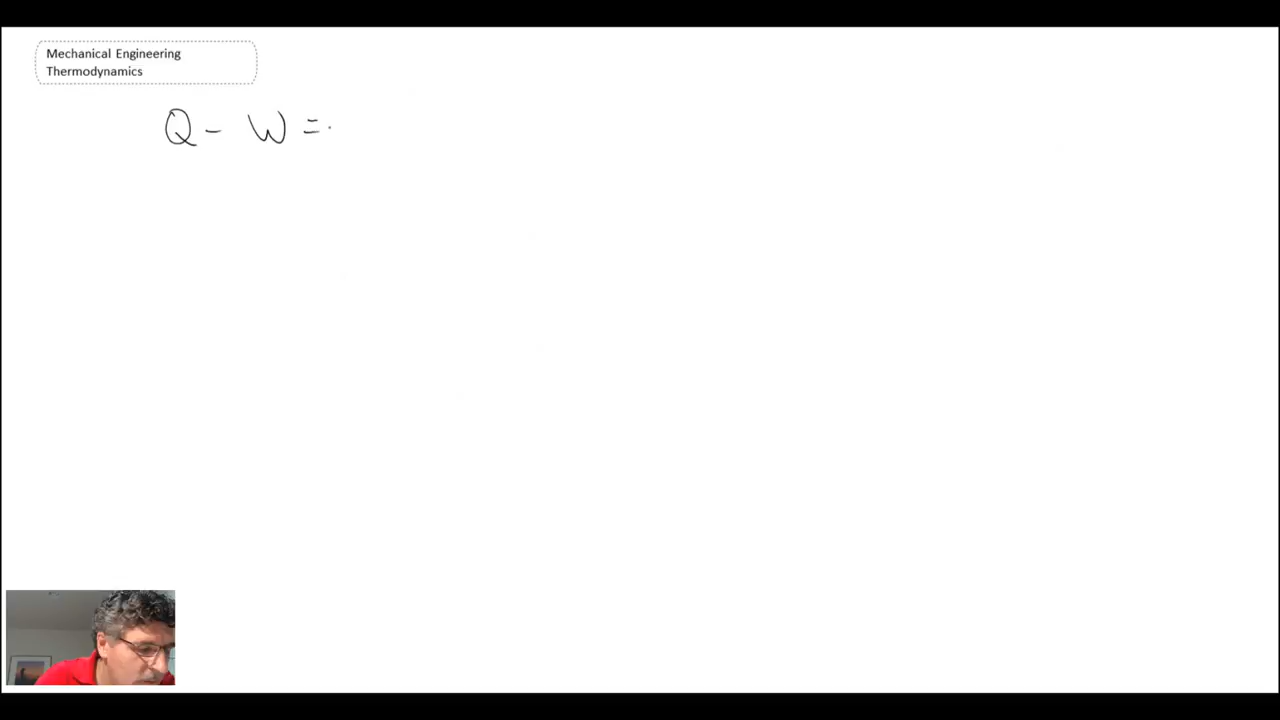 Mechanical Engineering
Thermodynamics
Q - W =